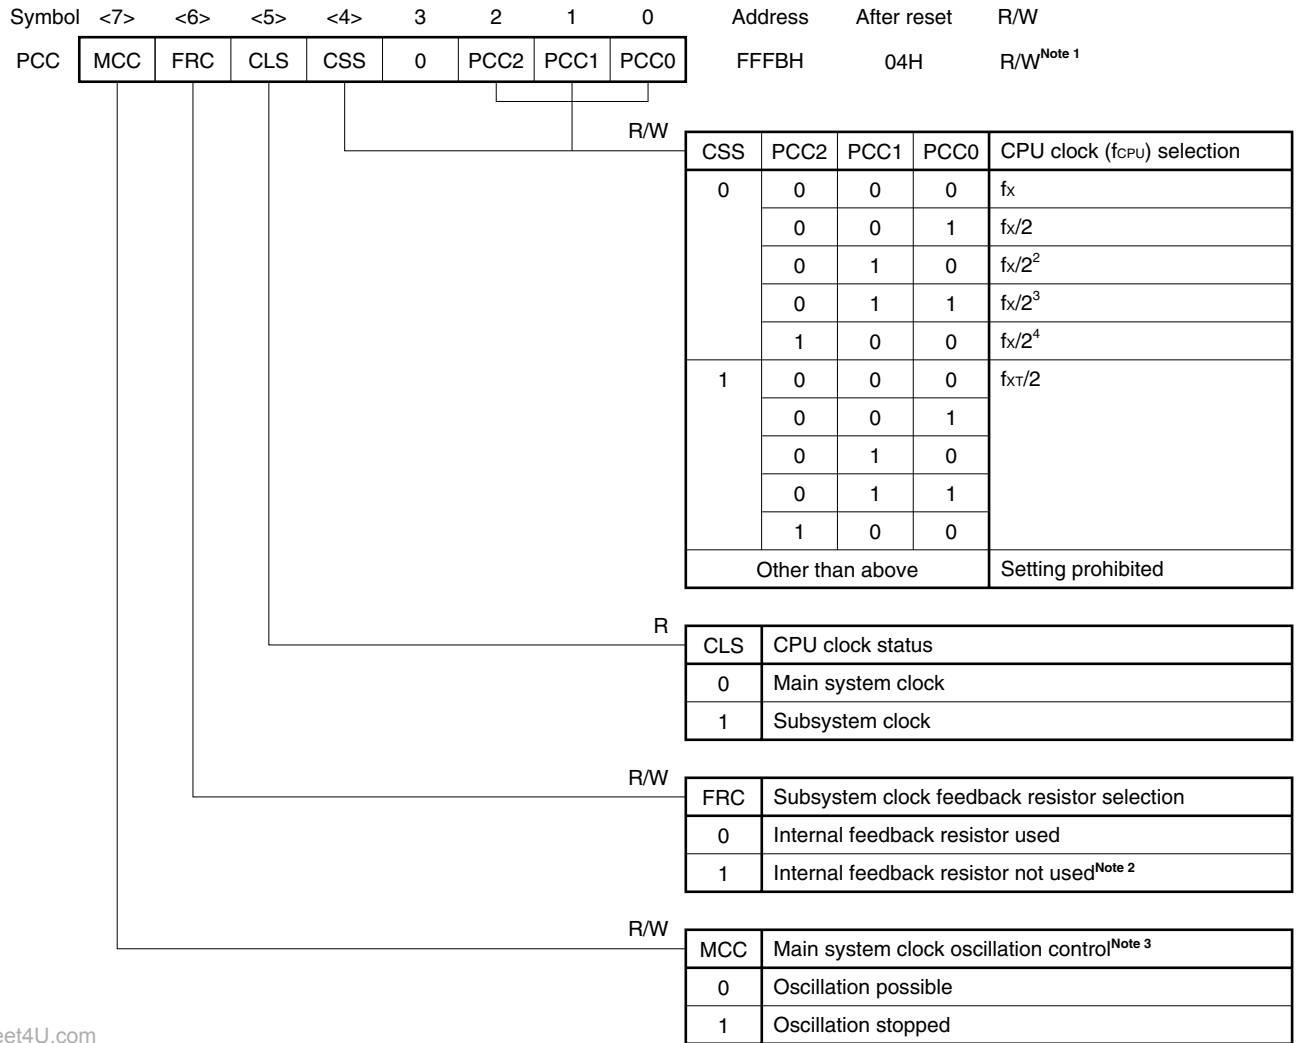 Symbol <7> <6> <5> <4> 3 2 1 0 Address After reset R/W
PCC MCC FRC CLS CSS 0 PCC2 PCC1 PCC0 FFFBH 04H R/W Note 1
R/W
CSS PCC2 PCC1 PCC0 CPU clock (fCPU) selection
0 0 0 0 fX
0 0 1 fX/2
0 1 0 fX/2²
0 1 1 fX/2³
1 0 0 fX/2⁴
1 0 0 0 fXT/2
0 0 1
0 1 0
0 1 1
1 0 0
Other than above Setting prohibited
R
CLS CPU clock status
0 Main system clock
1 Subsystem clock
R/W
FRC Subsystem clock feedback resistor selection
0 Internal feedback resistor used
1 Internal feedback resistor not used Note 2
R/W
MCC Main system clock oscillation control Note 3
0 Oscillation possible
1 Oscillation stopped
eet4U.com